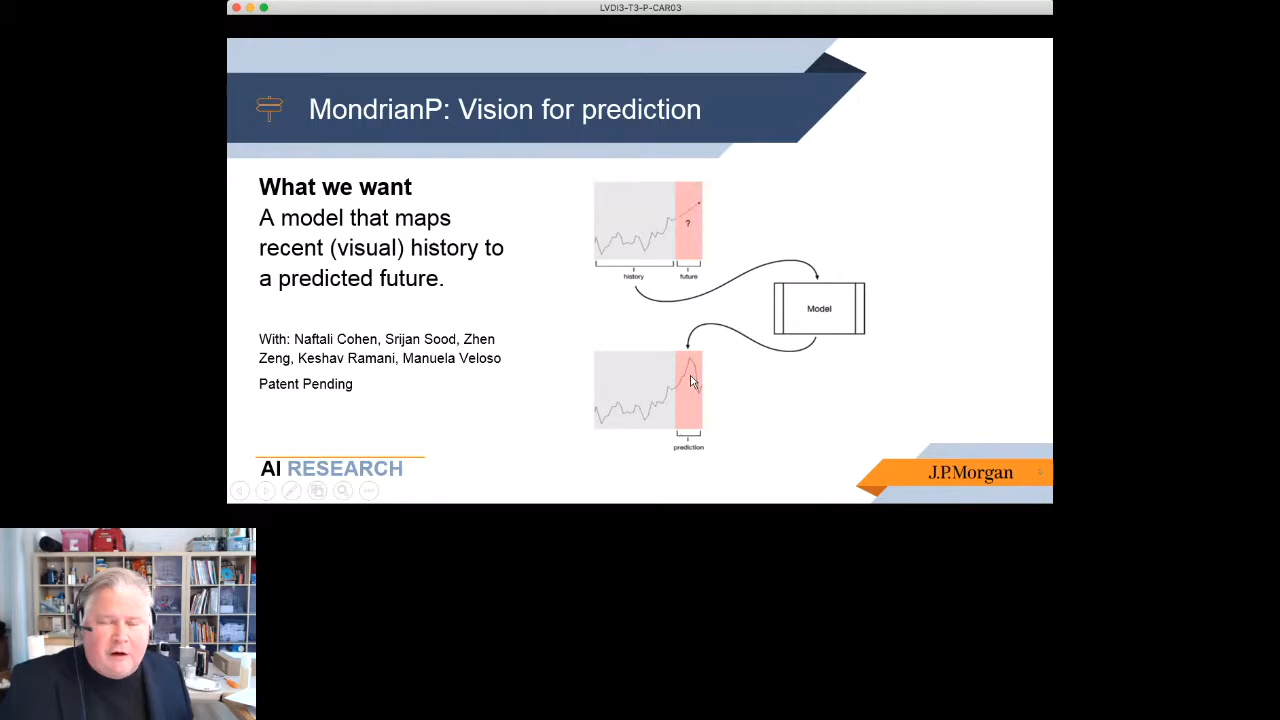 LVDI3-T3-P-CAR03
MondrianP: Vision for prediction
What we want
A model that maps
recent (visual) history to
a predicted future.
With: Naftali Cohen, Srijan Sood, Zhen
Zeng, Keshav Ramani, Manuela Veloso
Patent Pending
?
history
future
Model
prediction
AI RESEARCH
J.P.Morgan